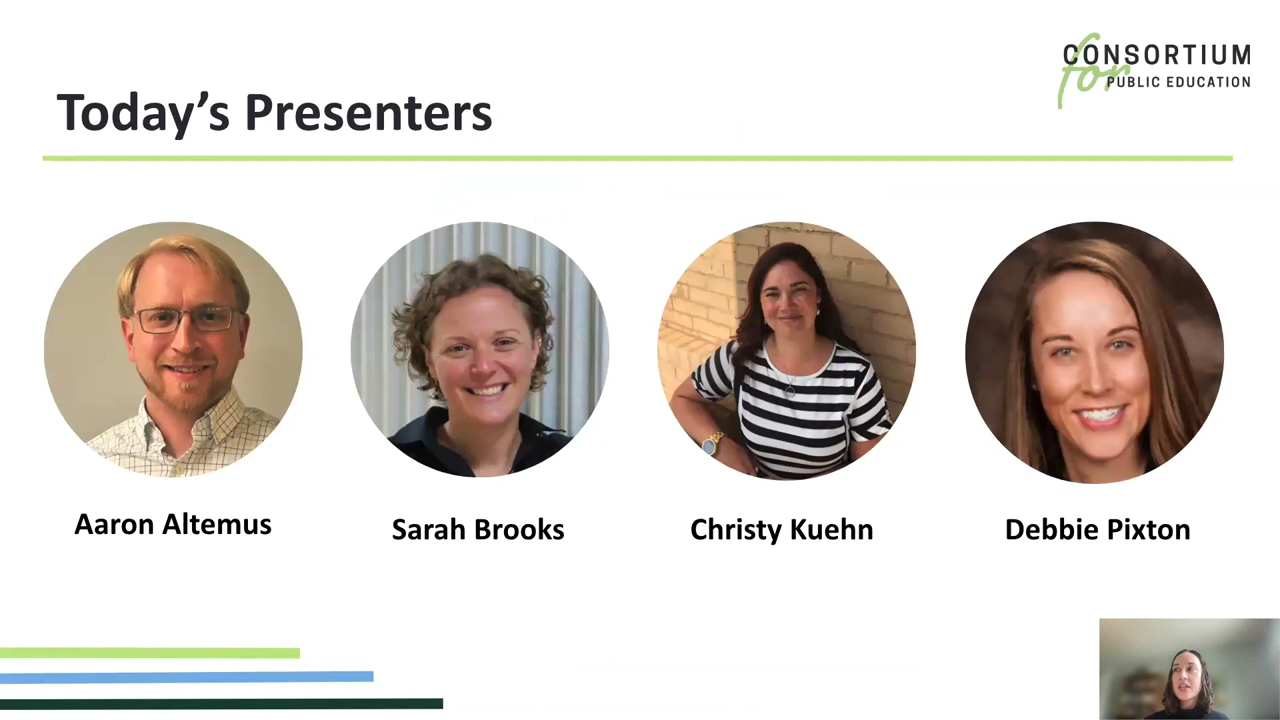 CONSORTIUM
for PUBLIC EDUCATION
Today’s Presenters
Aaron Altemus
Sarah Brooks
Christy Kuehn
Debbie Pixton